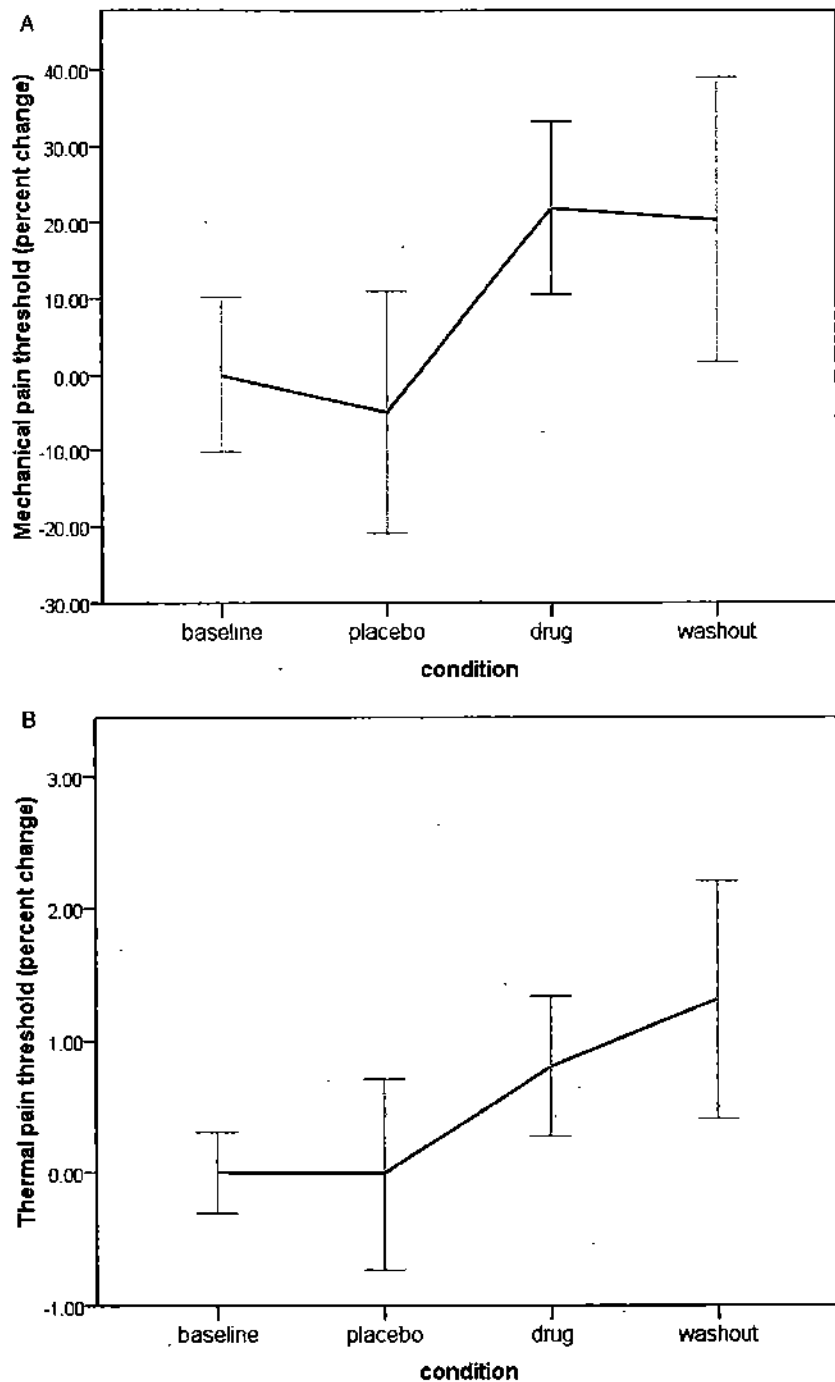 A
Mechanical pain threshold (percent change)
40.00
30.00
20.00
10.00
0.00
-10.00
-20.00
-30.00
baseline placebo drug washout
condition
B
Thermal pain threshold (percent change)
3.00
2.00
1.00
0.00
-1.00
baseline placebo drug washout
condition